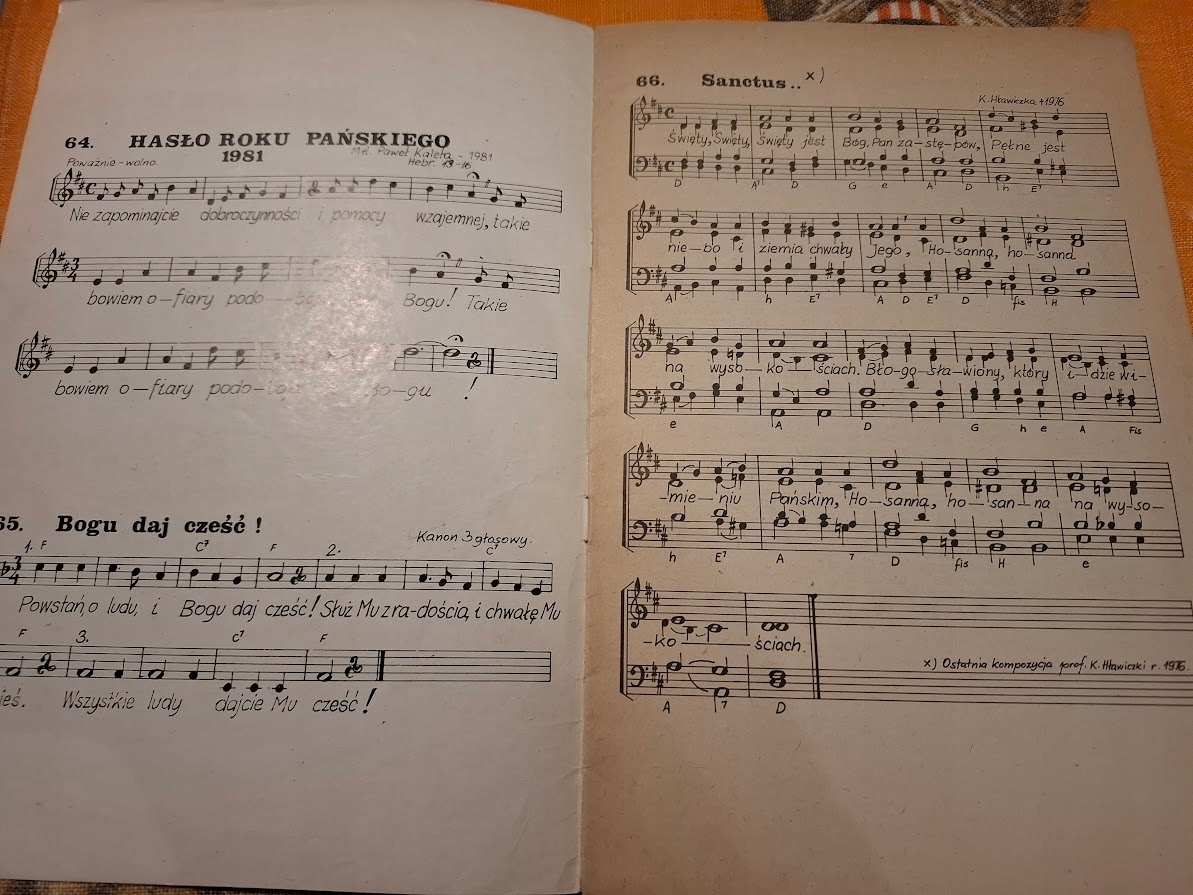 64. HASŁO ROKU PAŃSKIEGO
1981
Mel. Paweł Kaleta - 1981
Hebr. 13-16
Poważnie - wolno.
Nie zapominajcie dobroczynności i pomocy wzajemnej, takie
bowiem o-fiary podo- Bogu! Takie
bowiem o-fiary podo- -gu !
65. Bogu daj cześć !
Kanon 3 głosowy.
1. F C⁷ F 2. C⁷
Powstań, o ludu, i Bogu daj cześć! Służ Mu z ra-dością, i chwałę Mu
F 3. C⁷ F
Wszystkie ludy dajcie Mu cześć!
66. Sanctus.. x)
K. Hławiczka +1976
Święty, Święty, Święty jest Bóg, Pan za-stę-pów, Pełne jest
D A⁷ D G e A⁷ D h E⁷
nie-bo i ziemia chwały Jego, Ho-sanna, ho-sanna
A h E⁷ A D E⁷ D fis H
na wyso-ko-ściach. Bło-go-sła-wiony, który i-dzie wi-
e A D G h e A Fis
-mie-niu Pańskim, Ho-sanna, ho-san-na na wy-so-
h E⁷ A 7 D fis H e
-ko ściach.
x) Ostatnia kompozycja prof. K. Hławiczki r. 1976.
A 7 D